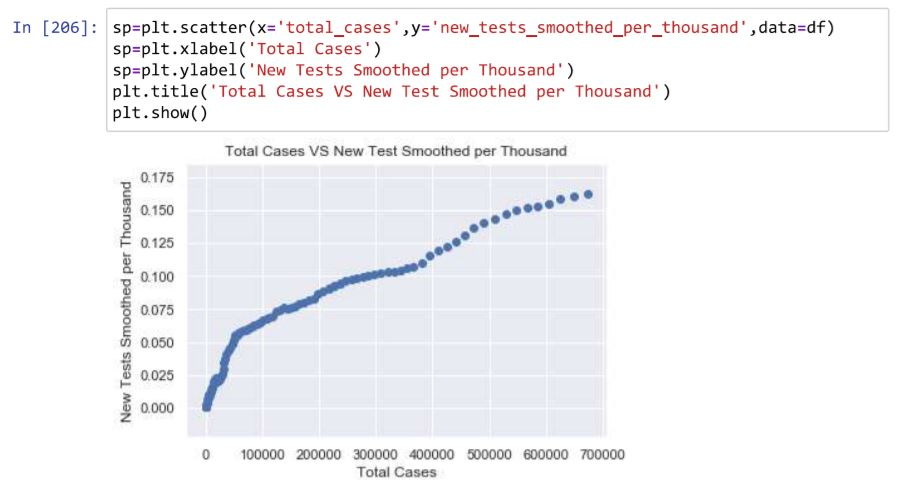 In [206]: sp=plt.scatter(x='total_cases',y='new_tests_smoothed_per_thousand',data=df)
sp=plt.xlabel('Total Cases')
sp=plt.ylabel('New Tests Smoothed per Thousand')
plt.title('Total Cases VS New Test Smoothed per Thousand')
plt.show()
Total Cases VS New Test Smoothed per Thousand
New Tests Smoothed per Thousand
0.175
0.150
0.125
0.100
0.075
0.050
0.025
0.000
0 100000 200000 300000 400000 500000 600000 700000
Total Cases